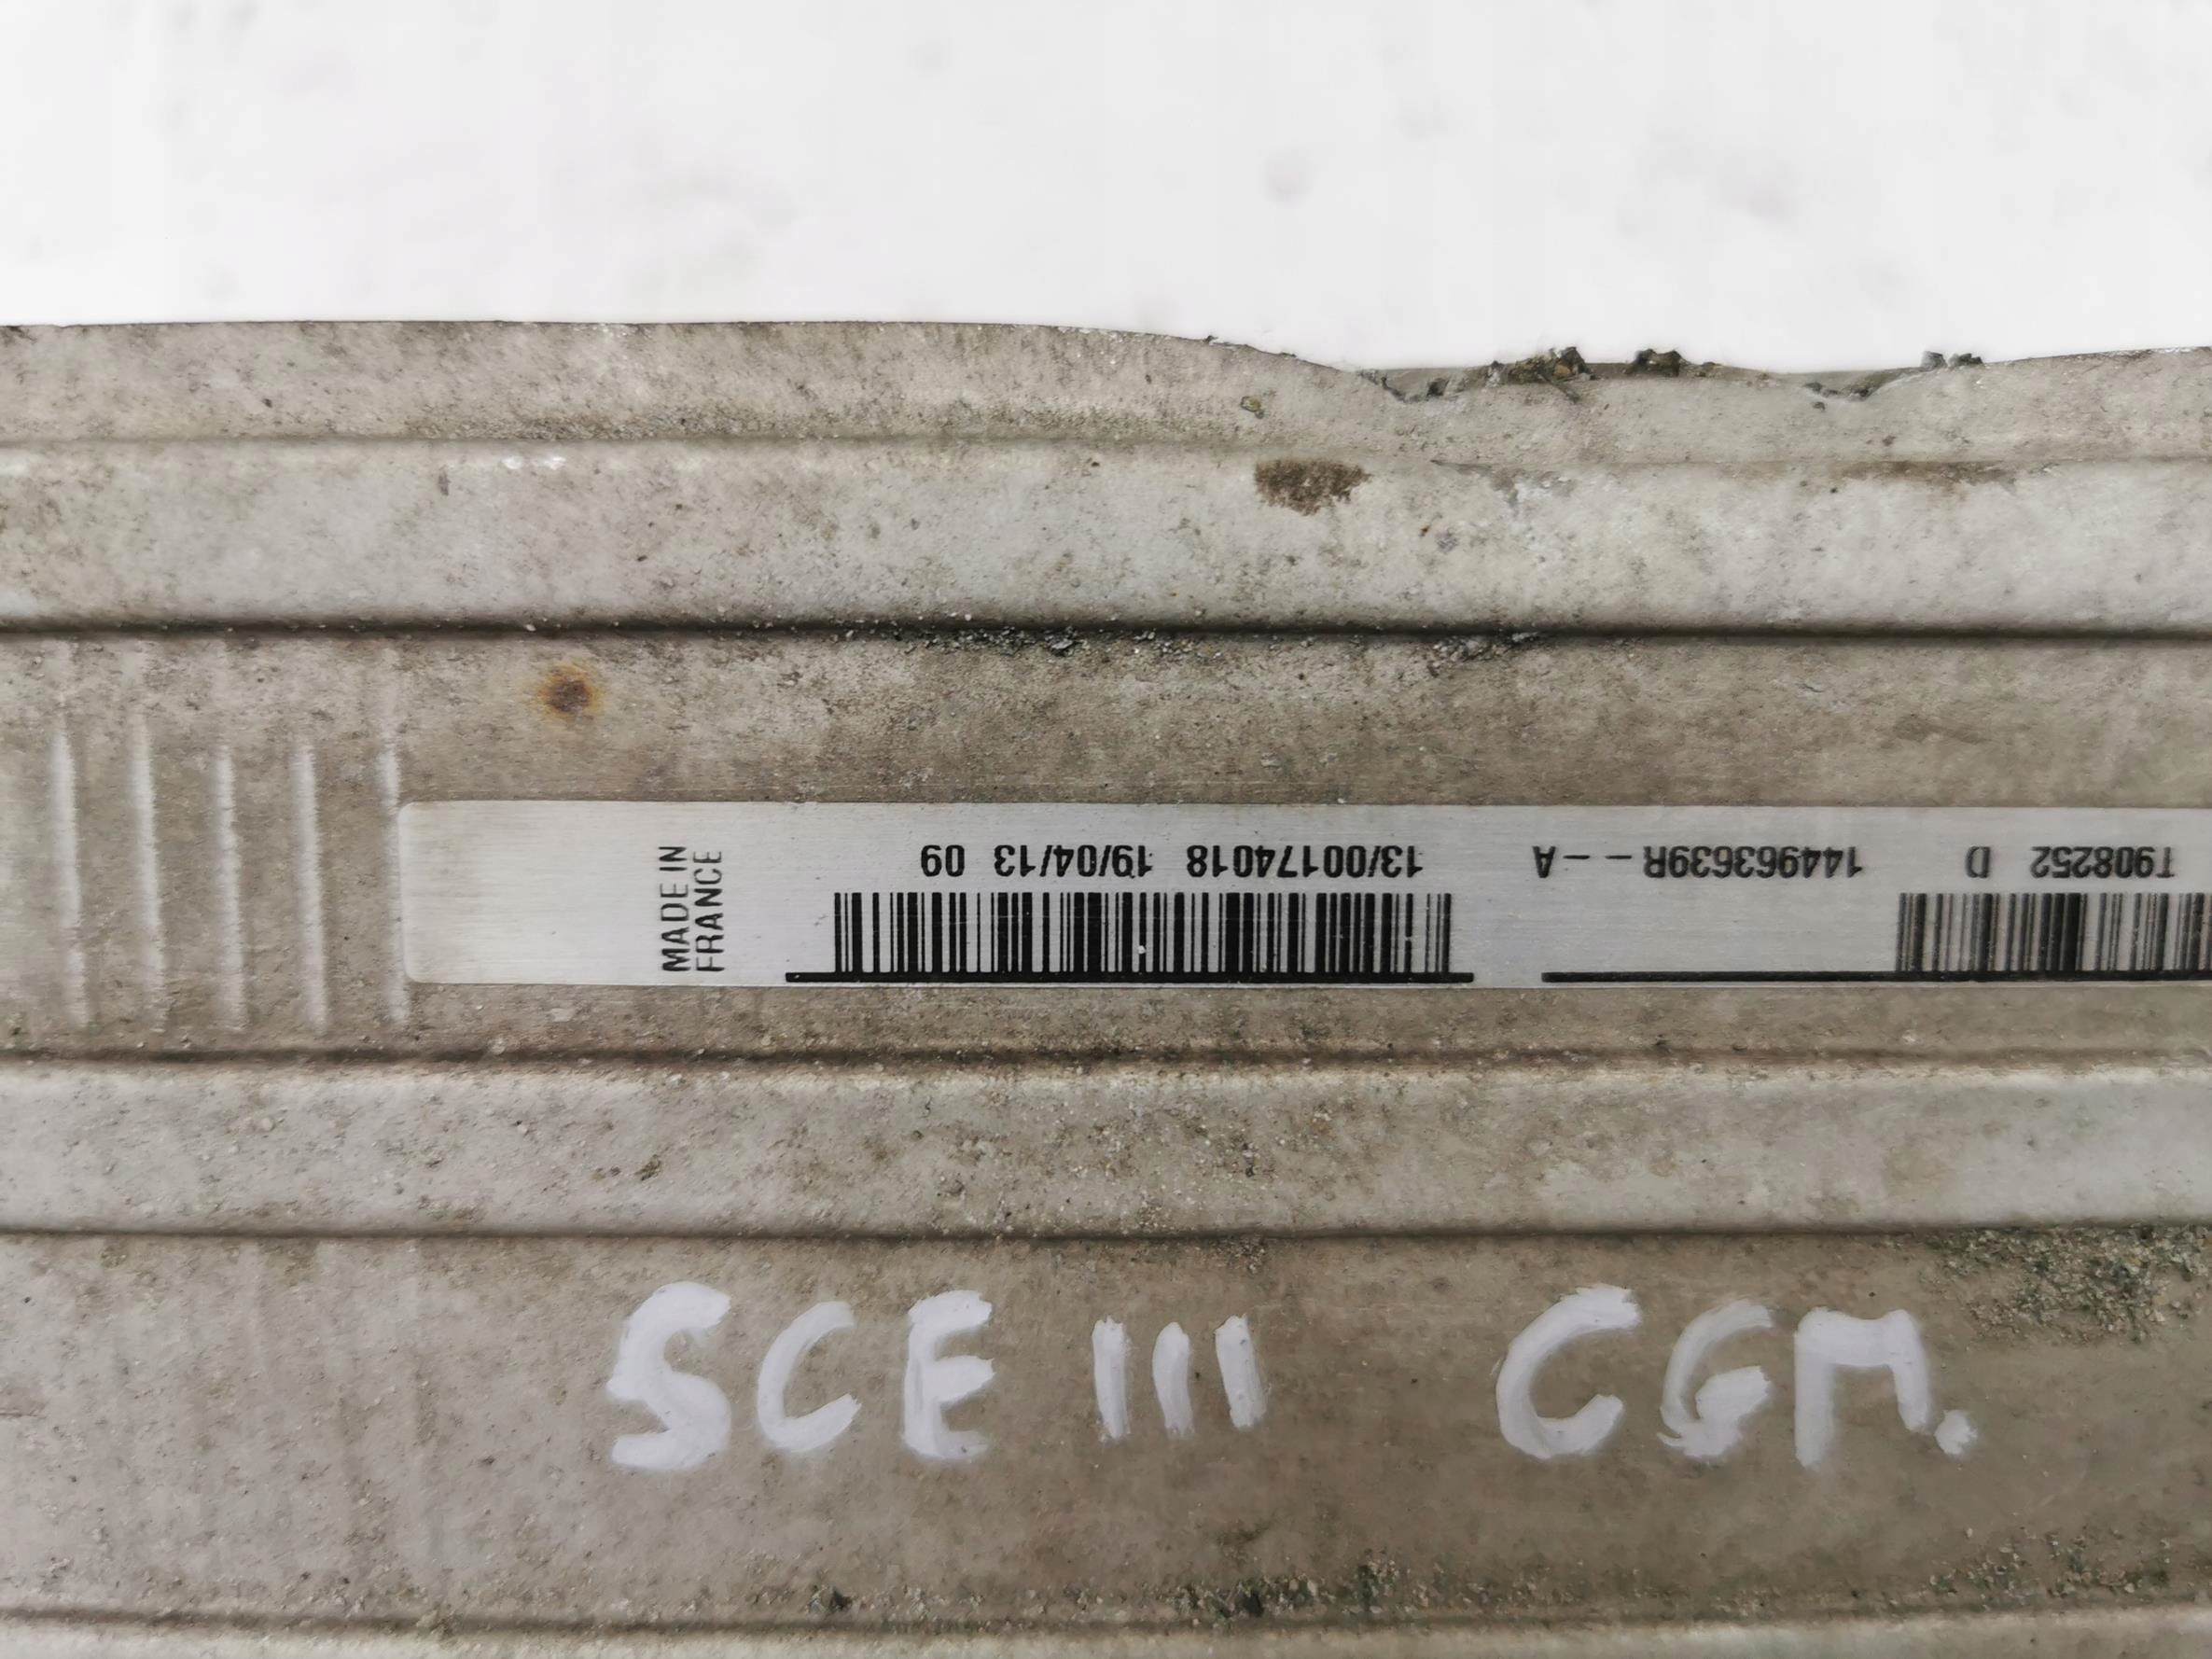 T908252 D 144963639R--A
13/00174018 19/04/13 09
MADE IN
FRANCE
SCE III CGM.